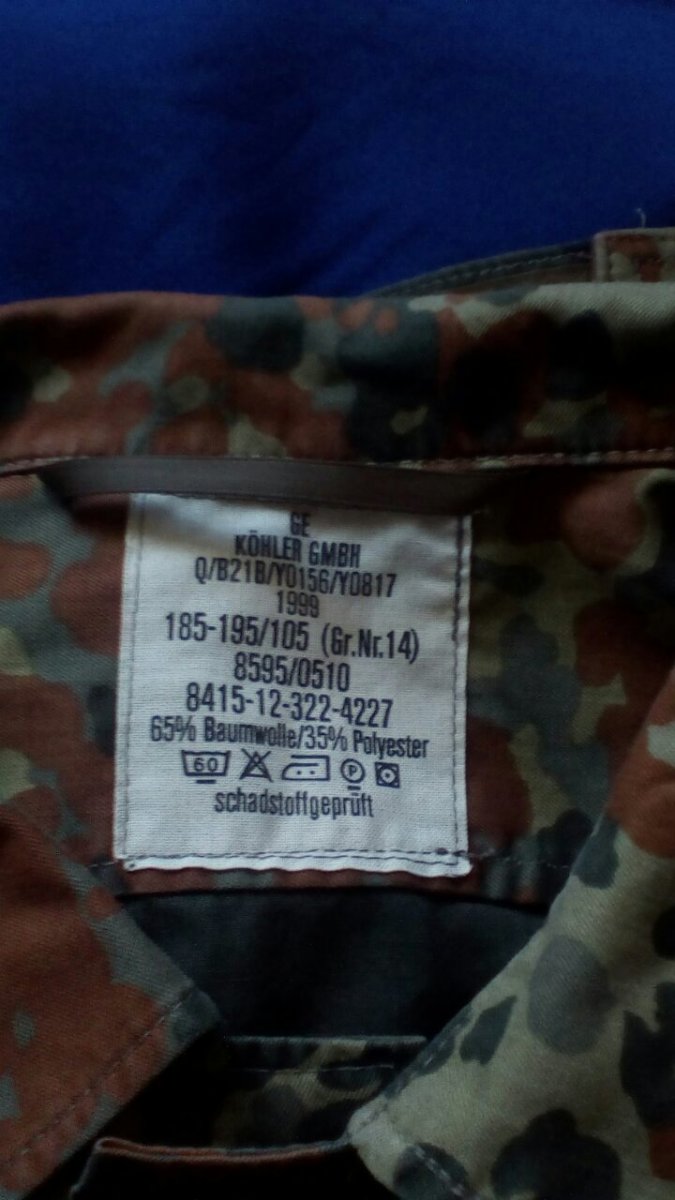 GE
KÖHLER GMBH
Q/B21B/Y0156/Y0817
1999
185-195/105 (Gr.Nr.14)
8595/0510
8415-12-322-4227
65% Baumwolle/35% Polyester
60 P
schadstoffgeprüft